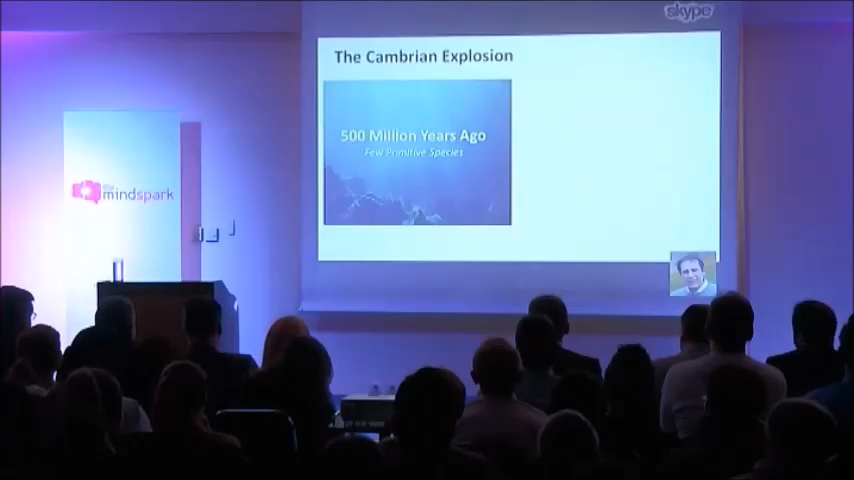 skype
The Cambrian Explosion
500 Million Years Ago
Few Primitive Species
mindspark